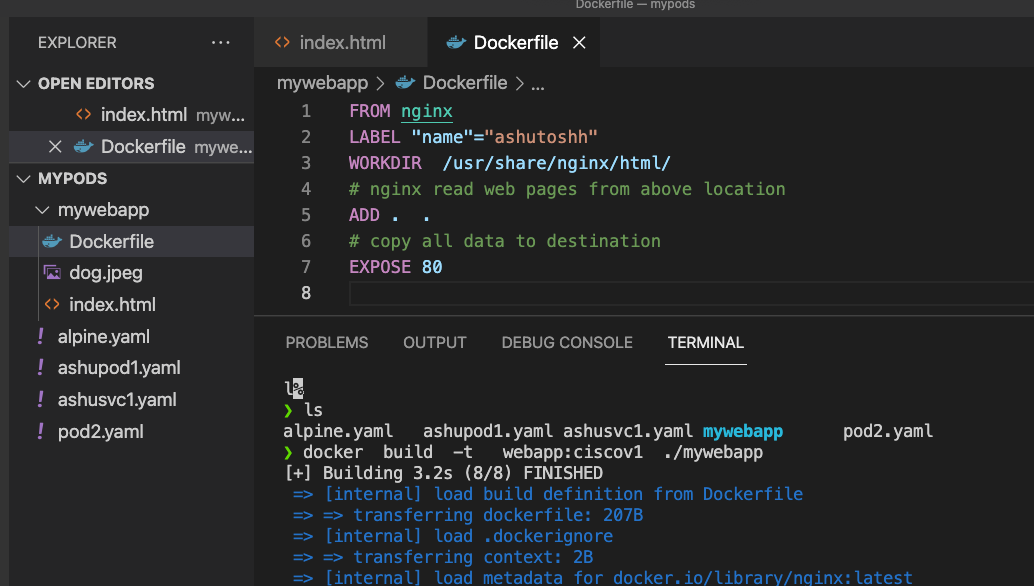 Dockerfile — mypods
EXPLORER ...
OPEN EDITORS
index.html myw...
Dockerfile mywe...
MYPODS
mywebapp
Dockerfile
dog.jpeg
index.html
alpine.yaml
ashupod1.yaml
ashusvc1.yaml
pod2.yaml
index.html
Dockerfile
mywebapp > Dockerfile > ...
1 FROM nginx
2 LABEL "name"="ashutoshh"
3 WORKDIR  /usr/share/nginx/html/
4 # nginx read web pages from above location
5 ADD .  .
6 # copy all data to destination
7 EXPOSE 80
8
PROBLEMS OUTPUT DEBUG CONSOLE TERMINAL
l%
❯ ls
alpine.yaml   ashupod1.yaml ashusvc1.yaml mywebapp      pod2.yaml
❯ docker  build  -t   webapp:ciscov1  ./mywebapp
[+] Building 3.2s (8/8) FINISHED
=> [internal] load build definition from Dockerfile
=> => transferring dockerfile: 207B
=> [internal] load .dockerignore
=> => transferring context: 2B
=> [internal] load metadata for docker.io/library/nginx:latest